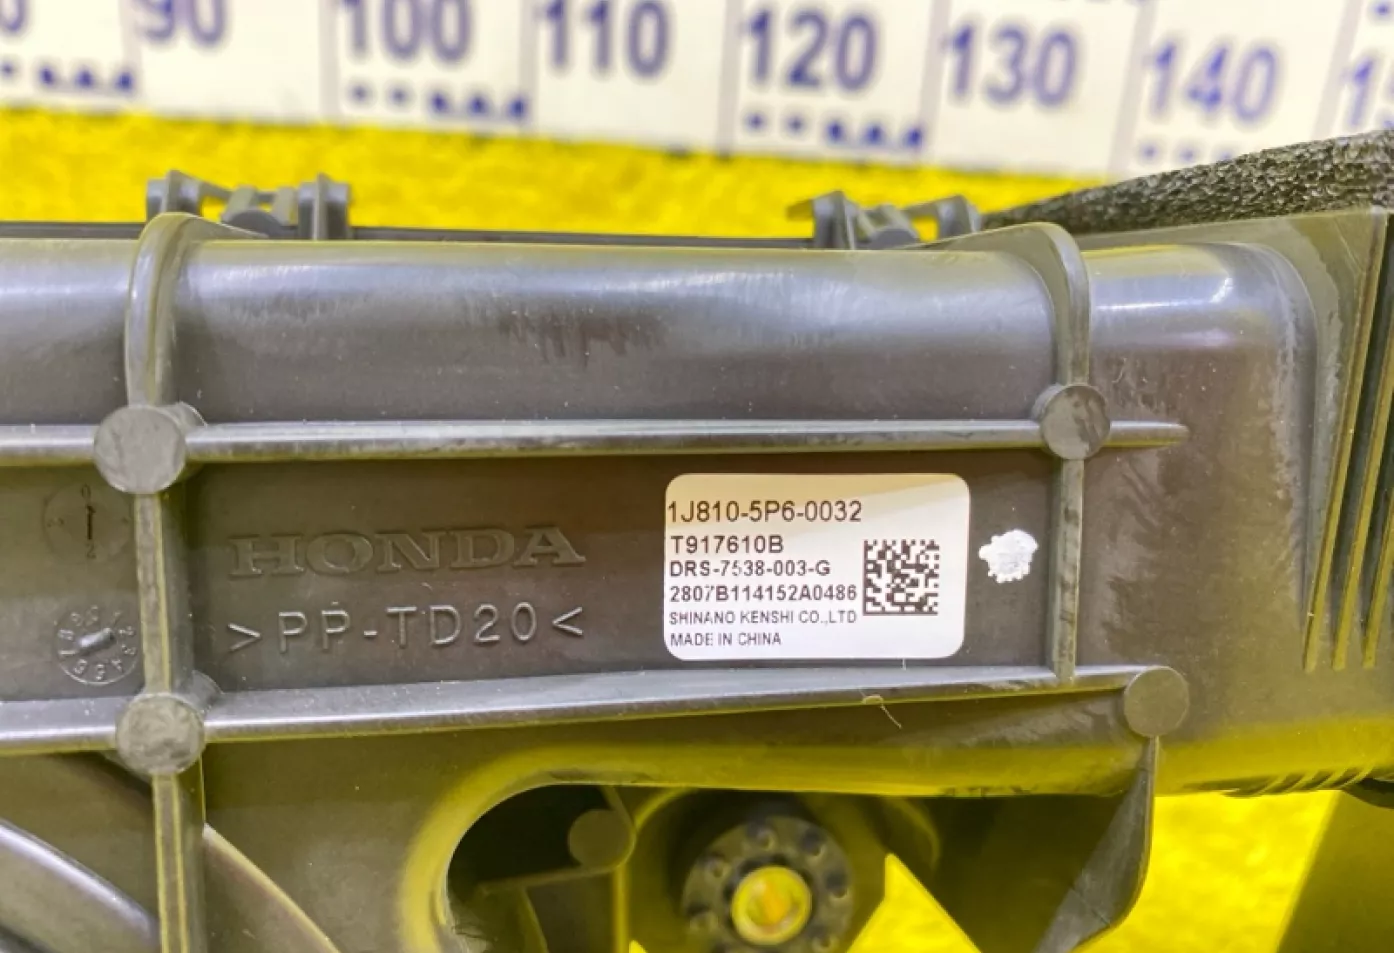 90 100 110 120 130 140
1J810-5P6-0032
T917610B
DRS-7538-003-G
2807B114152A0486
SHINANO KENSHI CO.,LTD
MADE IN CHINA
HONDA
>PP-TD20<